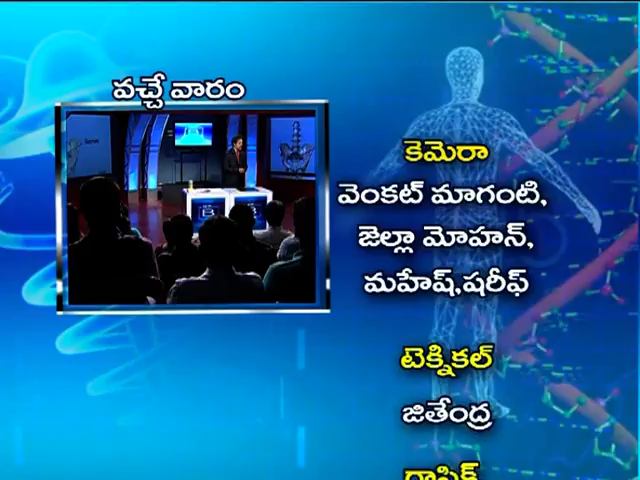 వచ్చే వారం
కెమెరా
వెంకట్ మాగంటి,
జెల్లా మోహన్,
మహేష్,షరీఫ్
టెక్నికల్
జితేంద్ర